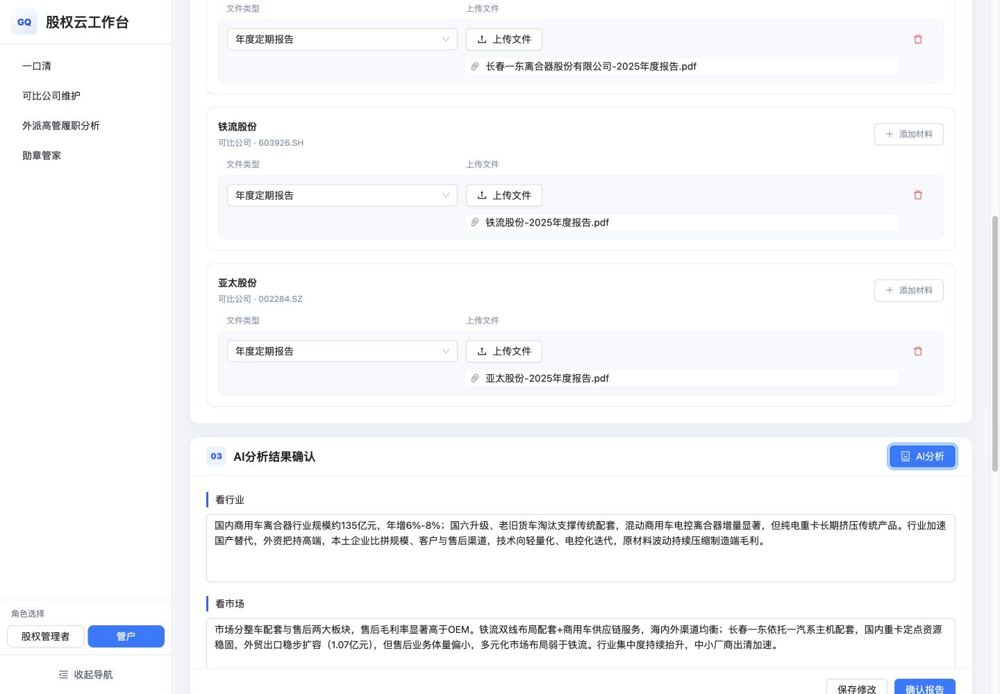 GQ 股权云工作台
一口清
可比公司维护
外派高管履职分析
勋章管家
角色选择
股权管理者 管户
收起导航
文件类型 上传文件
年度定期报告 上传文件
长春一东离合器股份有限公司-2025年度报告.pdf
铁流股份
可比公司 · 603926.SH
添加材料
文件类型 上传文件
年度定期报告 上传文件
铁流股份-2025年度报告.pdf
亚太股份
可比公司 · 002284.SZ
添加材料
文件类型 上传文件
年度定期报告 上传文件
亚太股份-2025年度报告.pdf
03 AI分析结果确认 AI分析
看行业
国内商用车离合器行业规模约135亿元，年增6%-8%；国六升级、老旧货车淘汰支撑传统配套，混动商用车电控离合器增量显著，但纯电重卡长期挤压传统产品。行业加速
国产替代，外资把持高端，本土企业比拼规模、客户与售后渠道，技术向轻量化、电控化迭代，原材料波动持续压缩制造端毛利。
看市场
市场分整车配套与售后两大板块，售后毛利率显著高于OEM。铁流双线布局配套+商用车供应链服务，海内外渠道均衡；长春一东依托一汽系主机配套，国内重卡定点资源
稳固，外贸出口稳步扩容（1.07亿元），但售后业务体量偏小，多元化市场布局弱于铁流。行业集中度持续抬升，中小厂商出清加速。
保存修改 确认报告